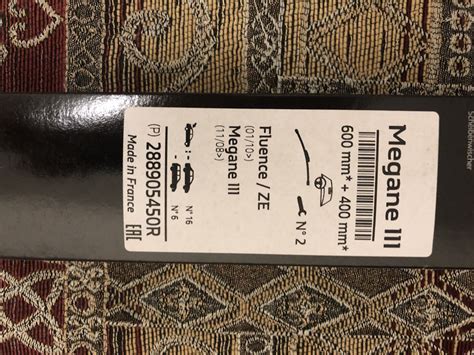 Scheibenwischer
Megane III
600 mm* + 400 mm*
N° 2
Fluence / ZE
(01/10>)
Megane III
(11/08>)
N° 16
N° 6
(P) 288905450R
Made in France EAC